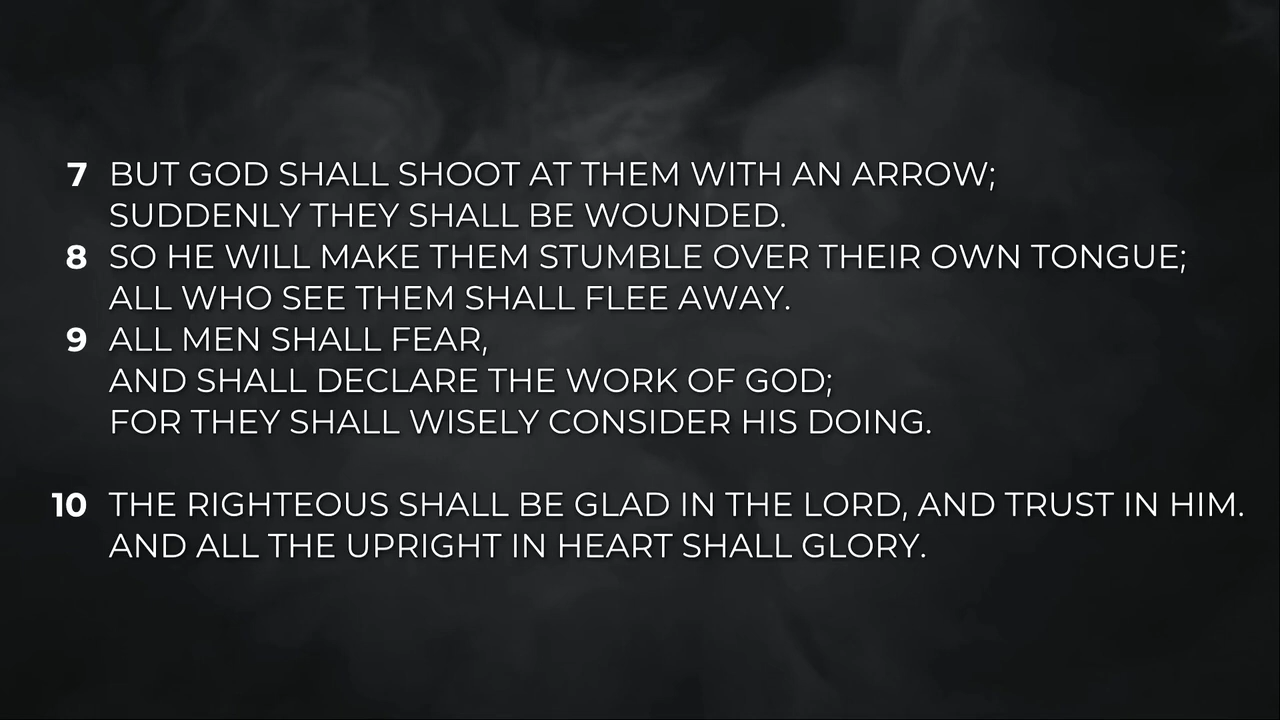 7 BUT GOD SHALL SHOOT AT THEM WITH AN ARROW;
SUDDENLY THEY SHALL BE WOUNDED.
8 SO HE WILL MAKE THEM STUMBLE OVER THEIR OWN TONGUE;
ALL WHO SEE THEM SHALL FLEE AWAY.
9 ALL MEN SHALL FEAR,
AND SHALL DECLARE THE WORK OF GOD;
FOR THEY SHALL WISELY CONSIDER HIS DOING.
10 THE RIGHTEOUS SHALL BE GLAD IN THE LORD, AND TRUST IN HIM.
AND ALL THE UPRIGHT IN HEART SHALL GLORY.